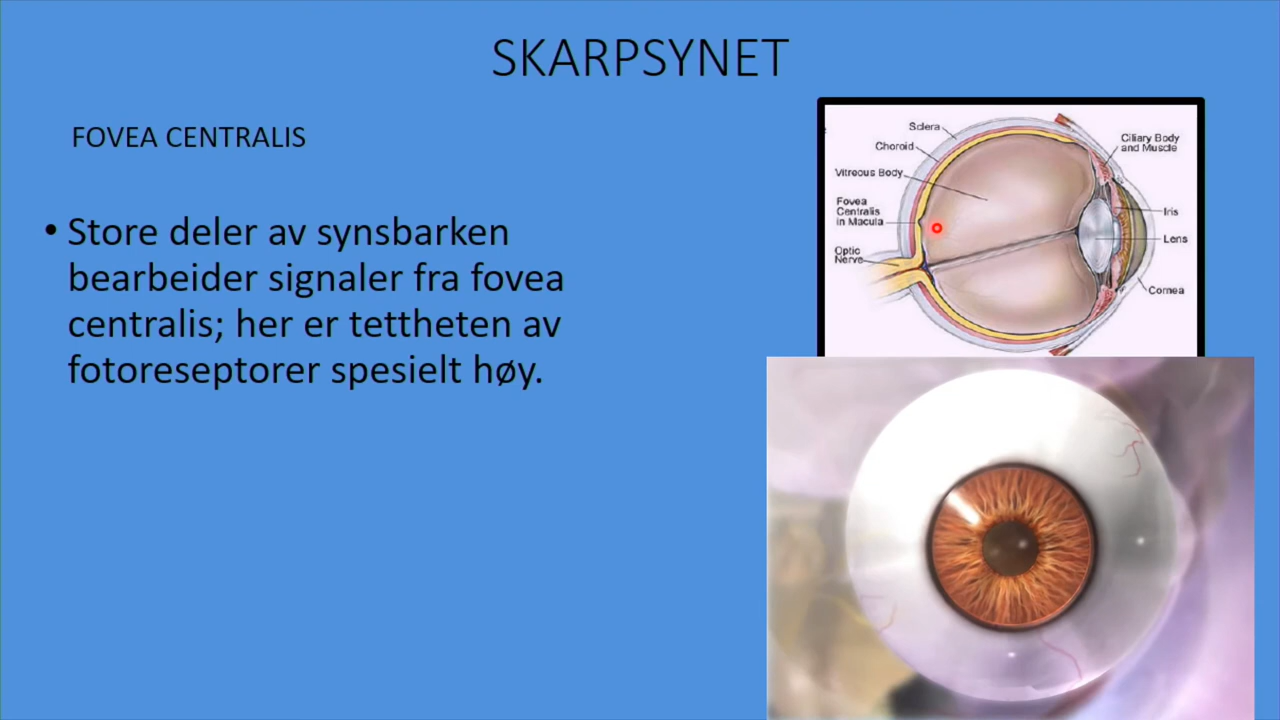 SKARPSYNET
FOVEA CENTRALIS
• Store deler av synsbarken
bearbeider signaler fra fovea
centralis; her er tettheten av
fotoreseptorer spesielt høy.
Sclera
Choroid
Vitreous Body
Fovea
Centralis
in Macula
Optic
Nerve
Ciliary Body
and Muscle
Iris
Lens
Cornea